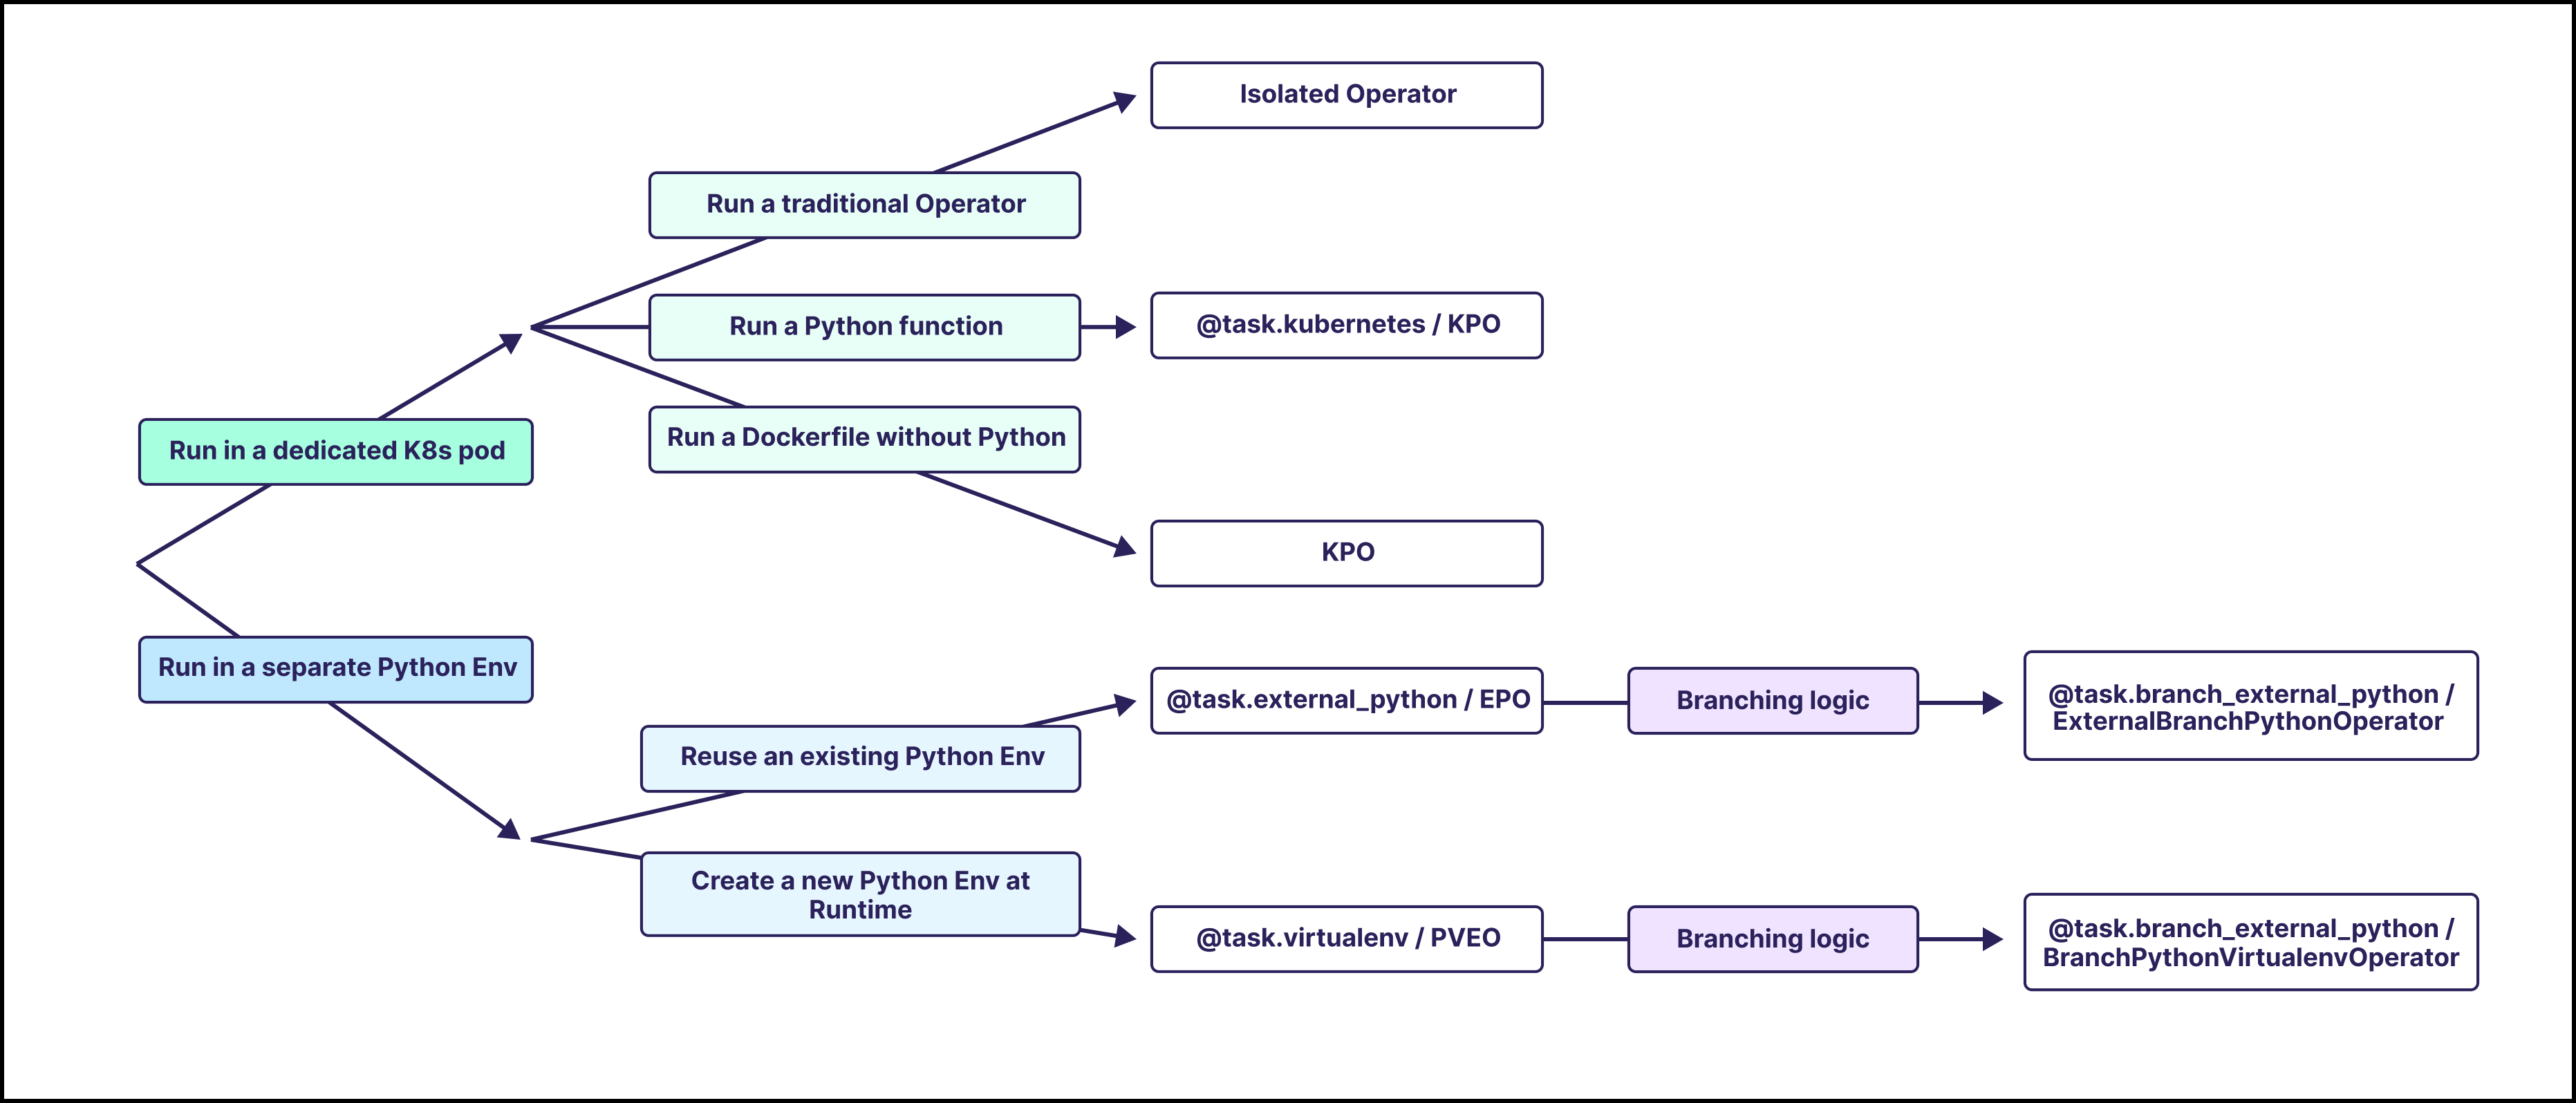 Isolated Operator
Run a traditional Operator
Run a Python function
@task.kubernetes / KPO
Run a Dockerfile without Python
Run in a dedicated K8s pod
KPO
Run in a separate Python Env
@task.external_python / EPO
Branching logic
@task.branch_external_python /
ExternalBranchPythonOperator
Reuse an existing Python Env
Create a new Python Env at
Runtime
@task.virtualenv / PVEO
Branching logic
@task.branch_external_python /
BranchPythonVirtualenvOperator